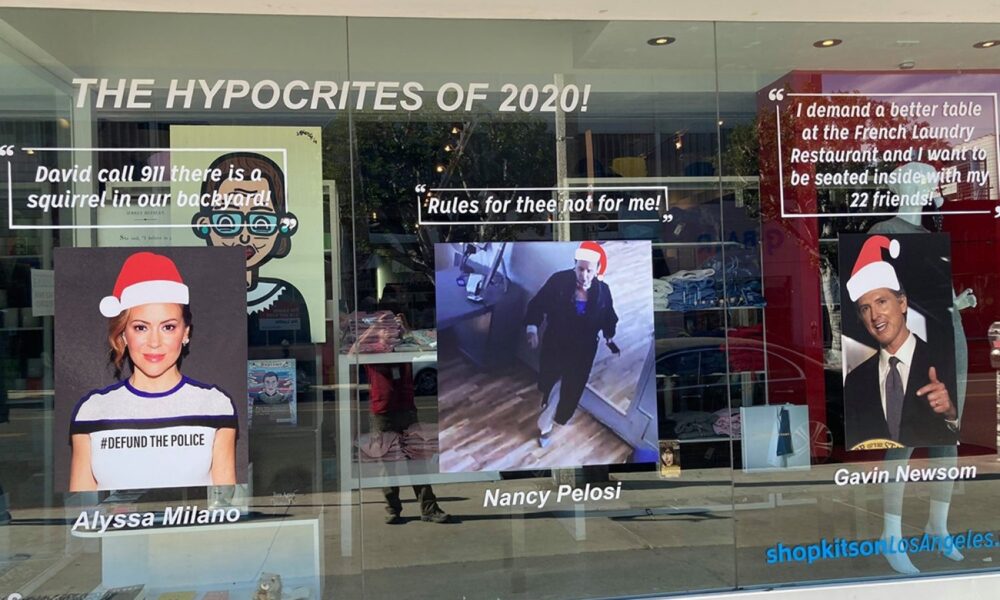 THE HYPOCRITES OF 2020!
“
David call 911 there is a
squirrel in our backyard!
”
“
Rules for thee not for me!
”
“
I demand a better table
at the French Laundry
Restaurant and I want to
be seated inside with my
22 friends!
#DEFUND THE POLICE
Alyssa Milano
Nancy Pelosi
Gavin Newsom
shopkitsonLosAngeles.